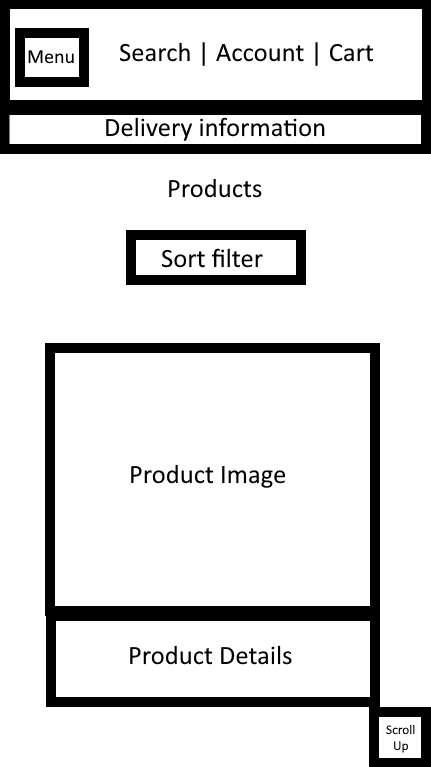 Menu
Search | Account | Cart
Delivery information
Products
Sort filter
Product Image
Product Details
Scroll
Up